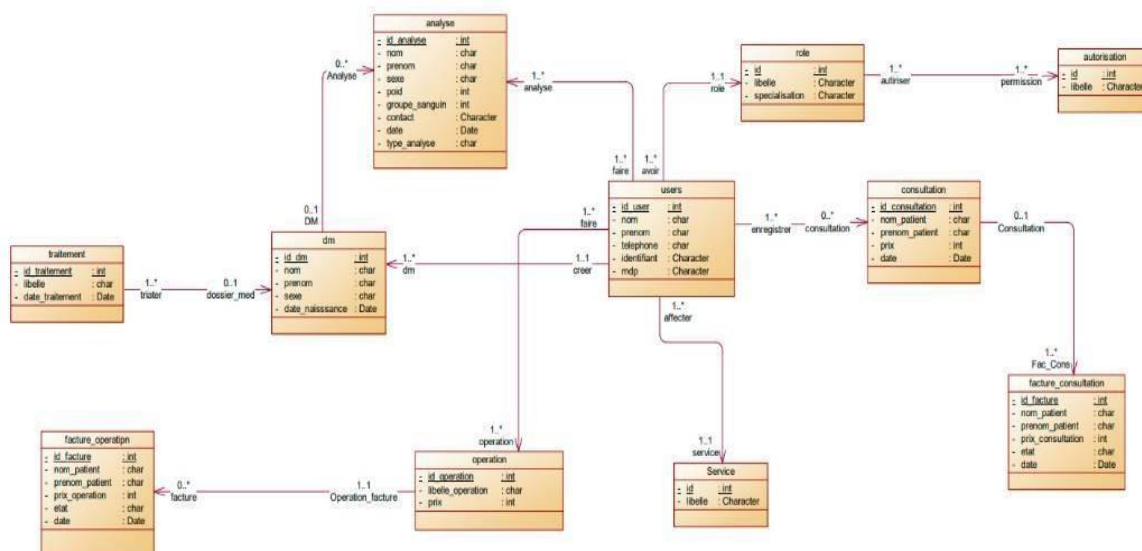 analyse
- id_analyse : int
- nom : char
- prenom : char
- sexe : char
- poid : int
- groupe_sanguin : int
- contact : Character
- date : Date
- type_analyse : char
role
- id : int
- libelle : Character
- specialisation : Character
autorisation
- id : int
- libelle : Character
0..*
Analyse
1..*
analyse
1..1
role
1..*
autiriser
1..*
permission
1..*
faire
1..*
avoir
users
- id_user : int
- nom : char
- prenom : char
- telephone : char
- identifiant : Character
- mdp : Character
consultation
- id_consultation : int
- nom_patient : char
- prenom_patient : char
- prix : int
- date : Date
0..1
DM
1..*
faire
1..*
enregistrer
0..*
consultation
0..1
Consultation
traitement
- id_traitement : int
- libelle : char
- date_traitement : Date
dm
- id_dm : int
- nom : char
- prenom : char
- sexe : char
- date_naisssance : Date
1..*
dm
1..1
creer
1..*
triater
0..1
dossier_med
1..*
affecter
1..*
Fac_Cons
facture_consultation
- id_facture : int
- nom_patient : char
- prenom_patient : char
- prix_consultation : int
- etat : char
- date : Date
1..*
operation
1..1
service
facture_operatipn
- id_facture : int
- nom_patient : char
- prenom_patient : char
- prix_operation : int
- etat : char
- date : Date
operation
- id_operation : int
- libelle_operation : char
- prix : int
Service
- id : int
- libelle : Character
0..*
facture
1..1
Operation_facture